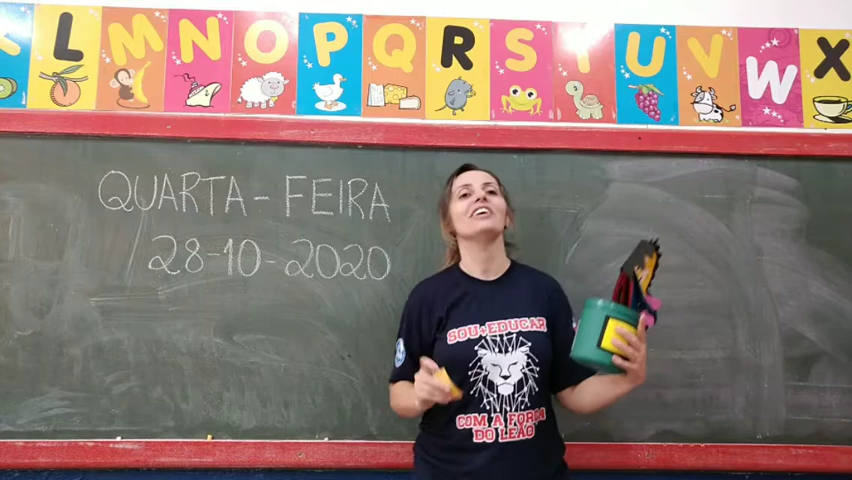 L M N O P Q R S T U V W X
QUARTA-FEIRA
28-10-2020
SOU+EDUCAR
COM A FORÇA
DO LEÃO